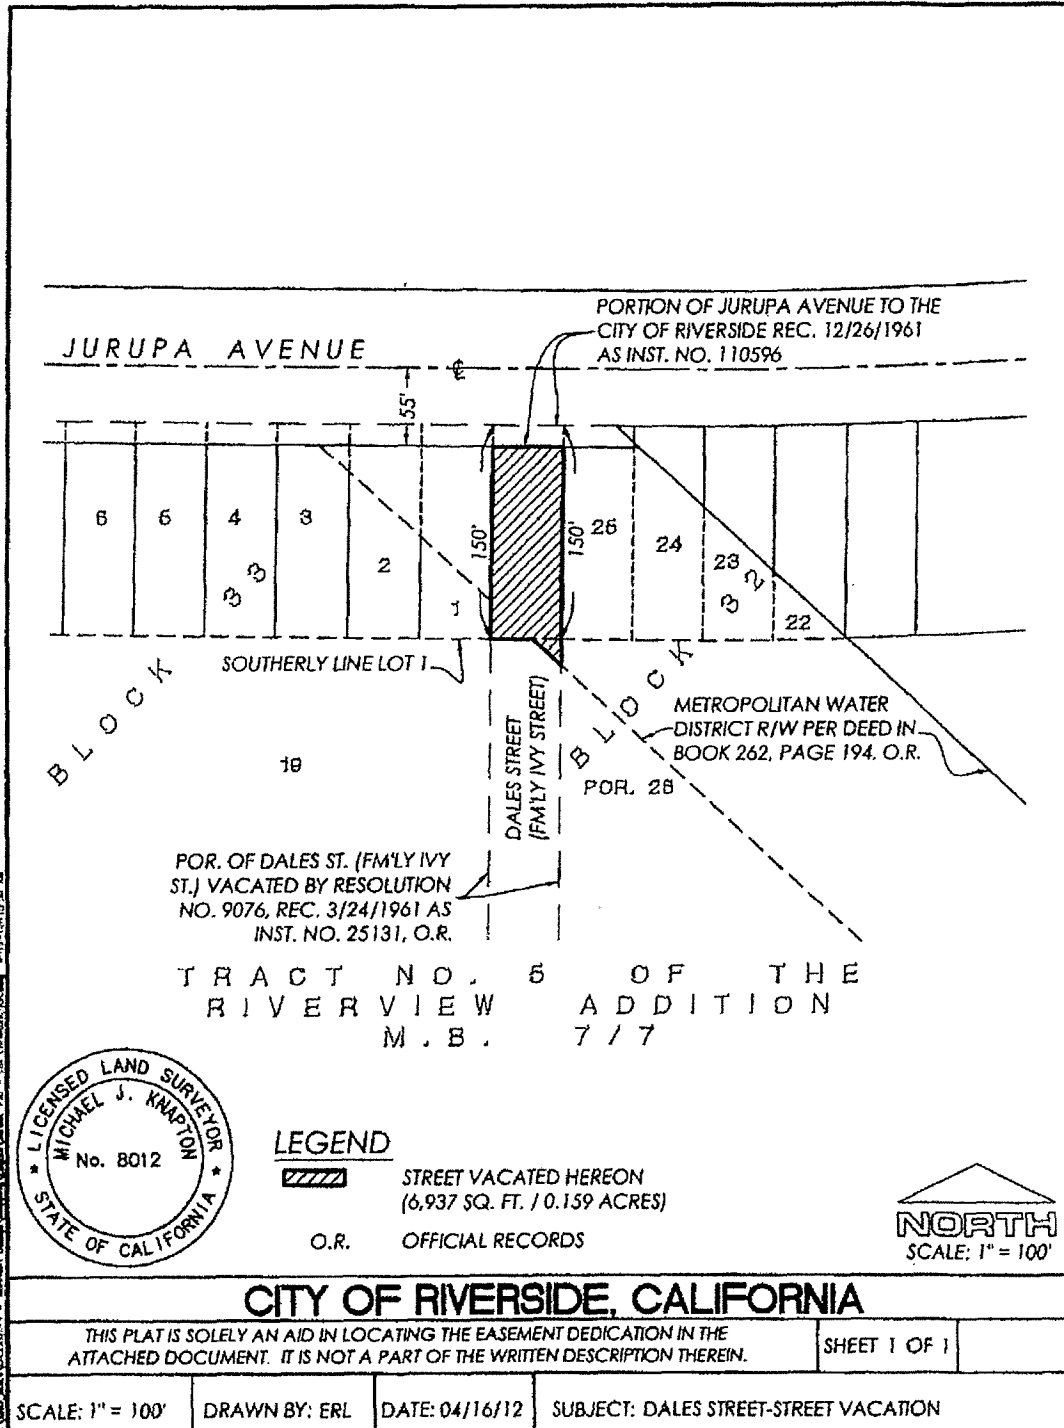 PORTION OF JURUPA AVENUE TO THE
CITY OF RIVERSIDE REC. 12/26/1961
AS INST. NO. 110596
JURUPA AVENUE
℄
55'
6
5
4
3
2
1
33
150'
150'
25
24
23
22
32
SOUTHERLY LINE LOT 1
BLOCK
BLOCK
19
DALES STREET
(FM'LY IVY STREET)
METROPOLITAN WATER
DISTRICT R/W PER DEED IN
BOOK 262, PAGE 194, O.R.
POR. 26
POR. OF DALES ST. (FM'LY IVY
ST.) VACATED BY RESOLUTION
NO. 9076, REC. 3/24/1961 AS
INST. NO. 25131, O.R.
TRACT NO. 5 OF THE
RIVERVIEW ADDITION
M.B. 7/7
LICENSED LAND SURVEYOR
MICHAEL J. KNAPTON
No. 8012
STATE OF CALIFORNIA
LEGEND
STREET VACATED HEREON
(6,937 SQ. FT. / 0.159 ACRES)
O.R. OFFICIAL RECORDS
NORTH
SCALE: 1" = 100'
CITY OF RIVERSIDE, CALIFORNIA
THIS PLAT IS SOLELY AN AID IN LOCATING THE EASEMENT DEDICATION IN THE
ATTACHED DOCUMENT. IT IS NOT A PART OF THE WRITTEN DESCRIPTION THEREIN.
SHEET 1 OF 1
SCALE: 1" = 100'
DRAWN BY: ERL
DATE: 04/16/12
SUBJECT: DALES STREET-STREET VACATION